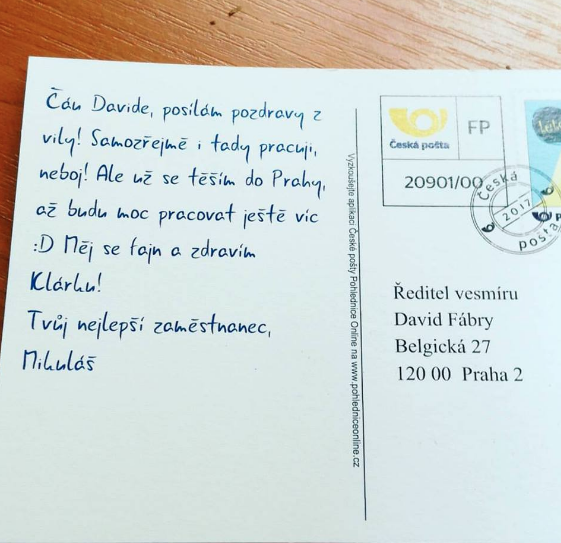 Čáu Davide, posílám pozdravy z
vily! Samozřejmě i tady pracuji,
neboj! Ale už se těším do Prahy,
až budu moc pracovat ještě víc
:D Měj se fajn a zdravím
Klárku!
Tvůj nejlepší zaměstnanec,
Mikuláš
Vyzkoušejte aplikaci České pošty Pohlednice Online na www.pohledniceonline.cz
Česká pošta
FP
20901/00
Česká
2017
pošta
Ředitel vesmíru
David Fábry
Belgická 27
120 00 Praha 2